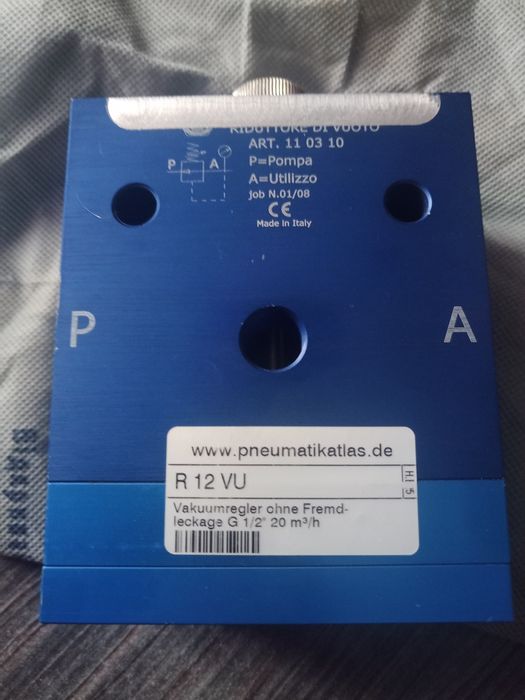 RIDUTTORE DI VUOTO
ART. 11 03 10
P=Pompa
A=Utilizzo
job N.01/08
CE
Made in Italy
P A
P A
www.pneumatikatlas.de
R 12 VU
H.I 5
Vakuumregler ohne Fremd-
leckage G 1/2" 20 m³/h